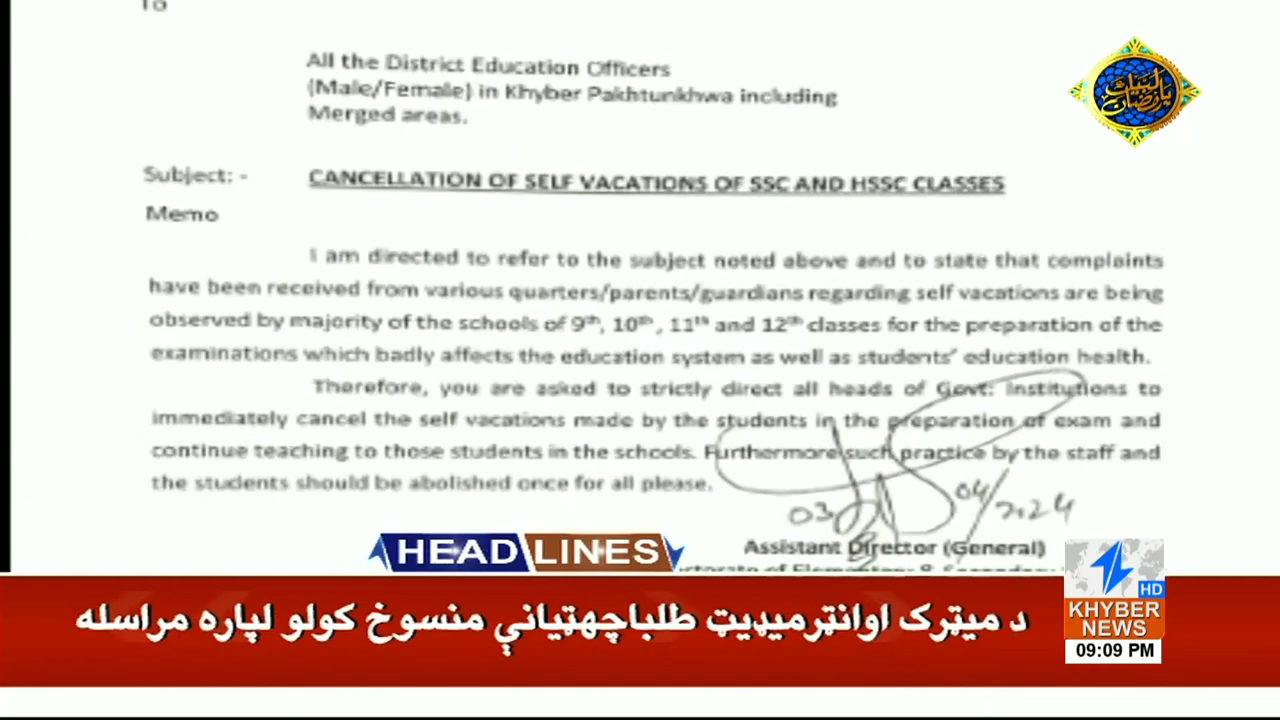 To
All the District Education Officers
(Male/Female) in Khyber Pakhtunkhwa including
Merged areas.
Subject: - CANCELLATION OF SELF VACATIONS OF SSC AND HSSC CLASSES
Memo
I am directed to refer to the subject noted above and to state that complaints
have been received from various quarters/parents/guardians regarding self vacations are being
observed by majority of the schools of 9th, 10th, 11th and 12th classes for the preparation of the
examinations which badly affects the education system as well as students' education health.
Therefore, you are asked to strictly direct all heads of Govt: Institutions to
immediately cancel the self vacations made by the students in the preparation of exam and
continue teaching to those students in the schools. Furthermore such practice by the staff and
the students should be abolished once for all please.
03 04/2024
Assistant Director (General)
HEADLINES
د میټرک اوانټرمیډیټ طلباچھټیانې منسوخ کولو لپاره مراسله
HD
KHYBER
NEWS
09:09 PM